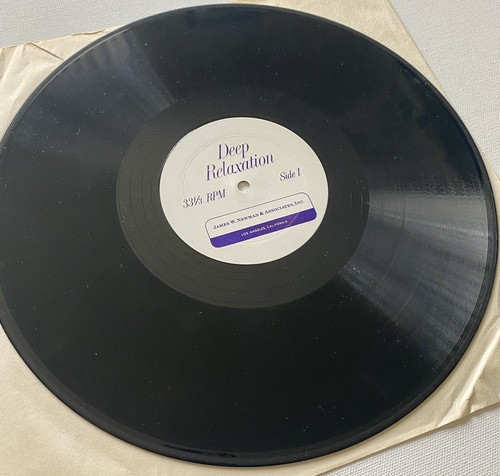 Deep
Relaxation
33⅓ RPM
Side 1
JAMES W. NEWMAN & ASSOCIATES, INC.
LOS ANGELES, CALIFORNIA